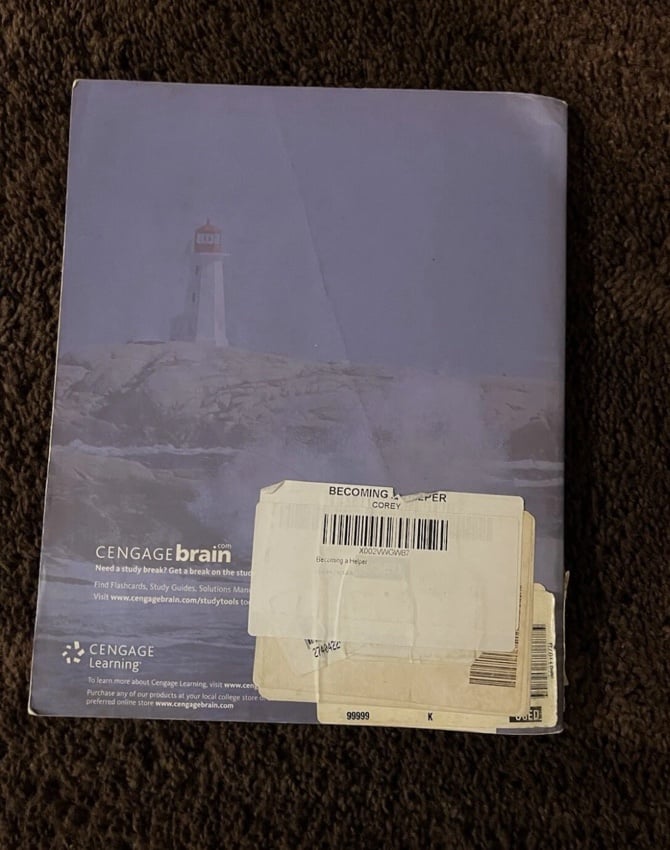 BECOMING
COREY
Becoming a Helper
CENGAGE brain .com
Need a study break? Get a break on the stud
Find Flashcards, Study Guides, Solutions Man
Visit www.cengagebrain.com/studytools to
CENGAGE
Learning
To learn more about Cengage Learning, visit www.ceng
Purchase any of our products at your local college store o
preferred online store www.cengagebrain.com
99999 K
USED